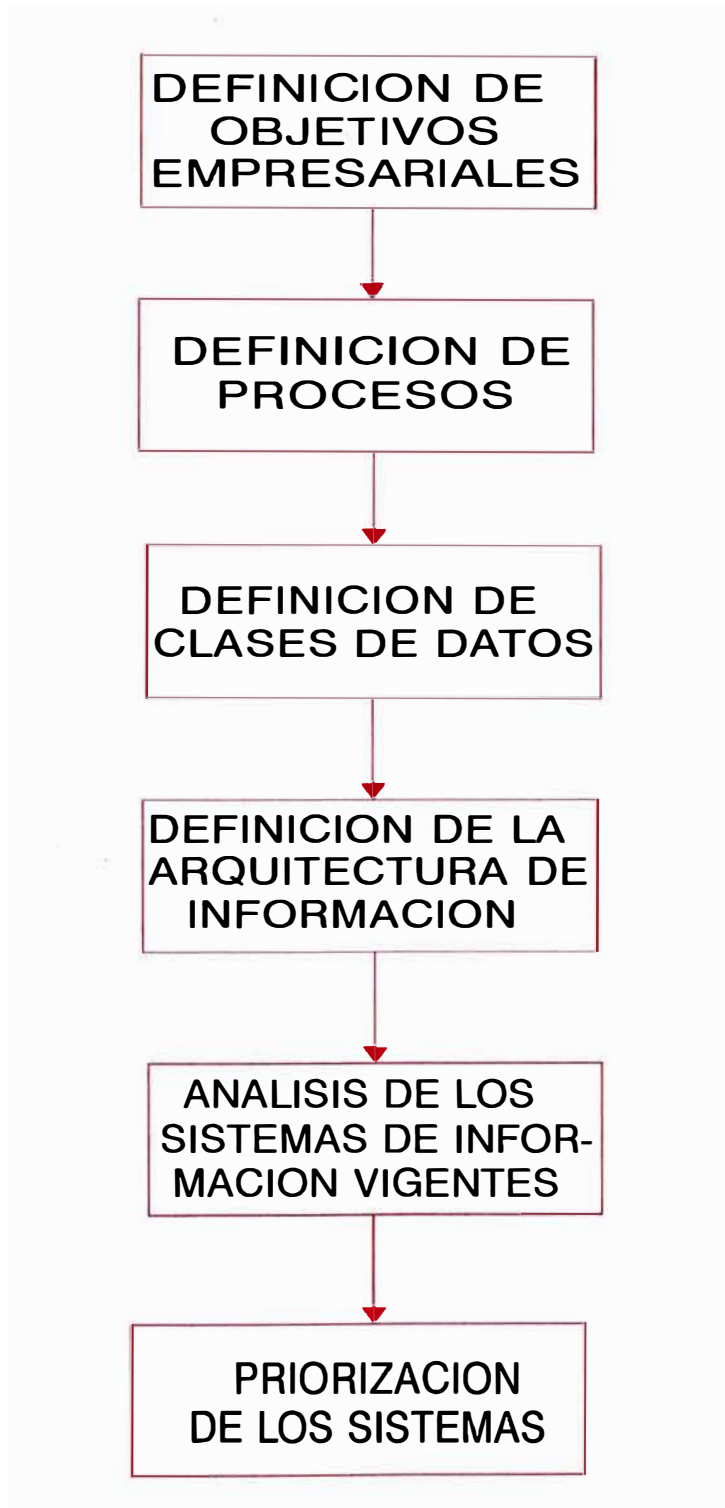 DEFINICION DE
OBJETIVOS
EMPRESARIALES
DEFINICION DE
PROCESOS
DEFINICION DE
CLASES DE DATOS
DEFINICION DE LA
ARQUITECTURA DE
INFORMACION
ANALISIS DE LOS
SISTEMAS DE INFOR-
MACION VIGENTES
PRIORIZACION
DE LOS SISTEMAS